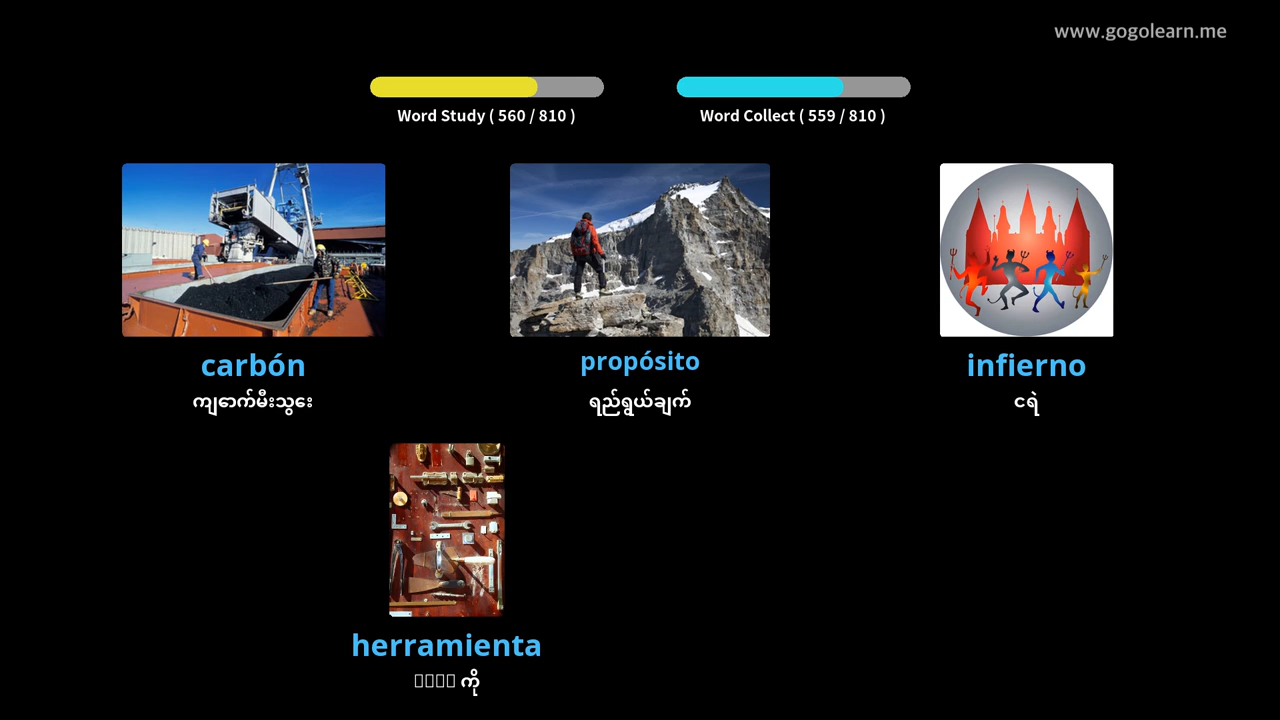 www.gogolearn.me
Word Study ( 560 / 810 )
Word Collect ( 559 / 810 )
carbón
propósito
infierno
ကျောက်မီးသွေး
ရည်ရွယ်ချက်
ငရဲ
herramienta
ကို